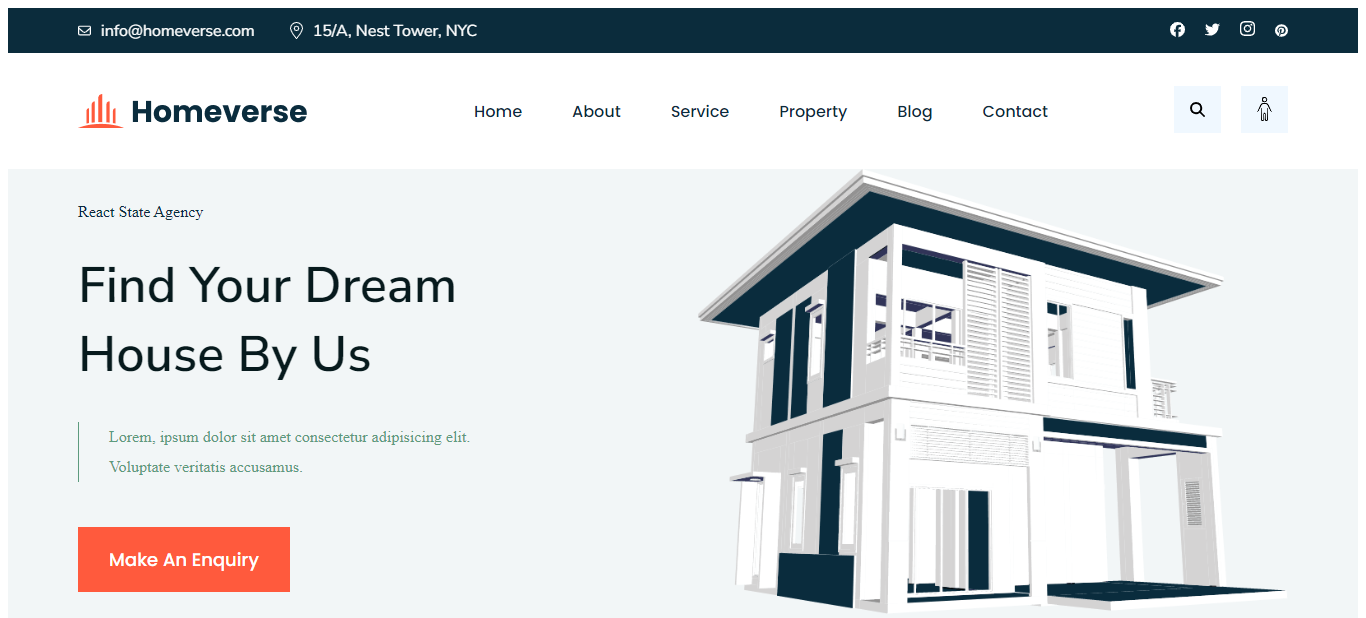 info@homeverse.com 15/A, Nest Tower, NYC
Homeverse Home About Service Property Blog Contact
React State Agency
Find Your Dream
House By Us
Lorem, ipsum dolor sit amet consectetur adipisicing elit.
Voluptate veritatis accusamus.
Make An Enquiry